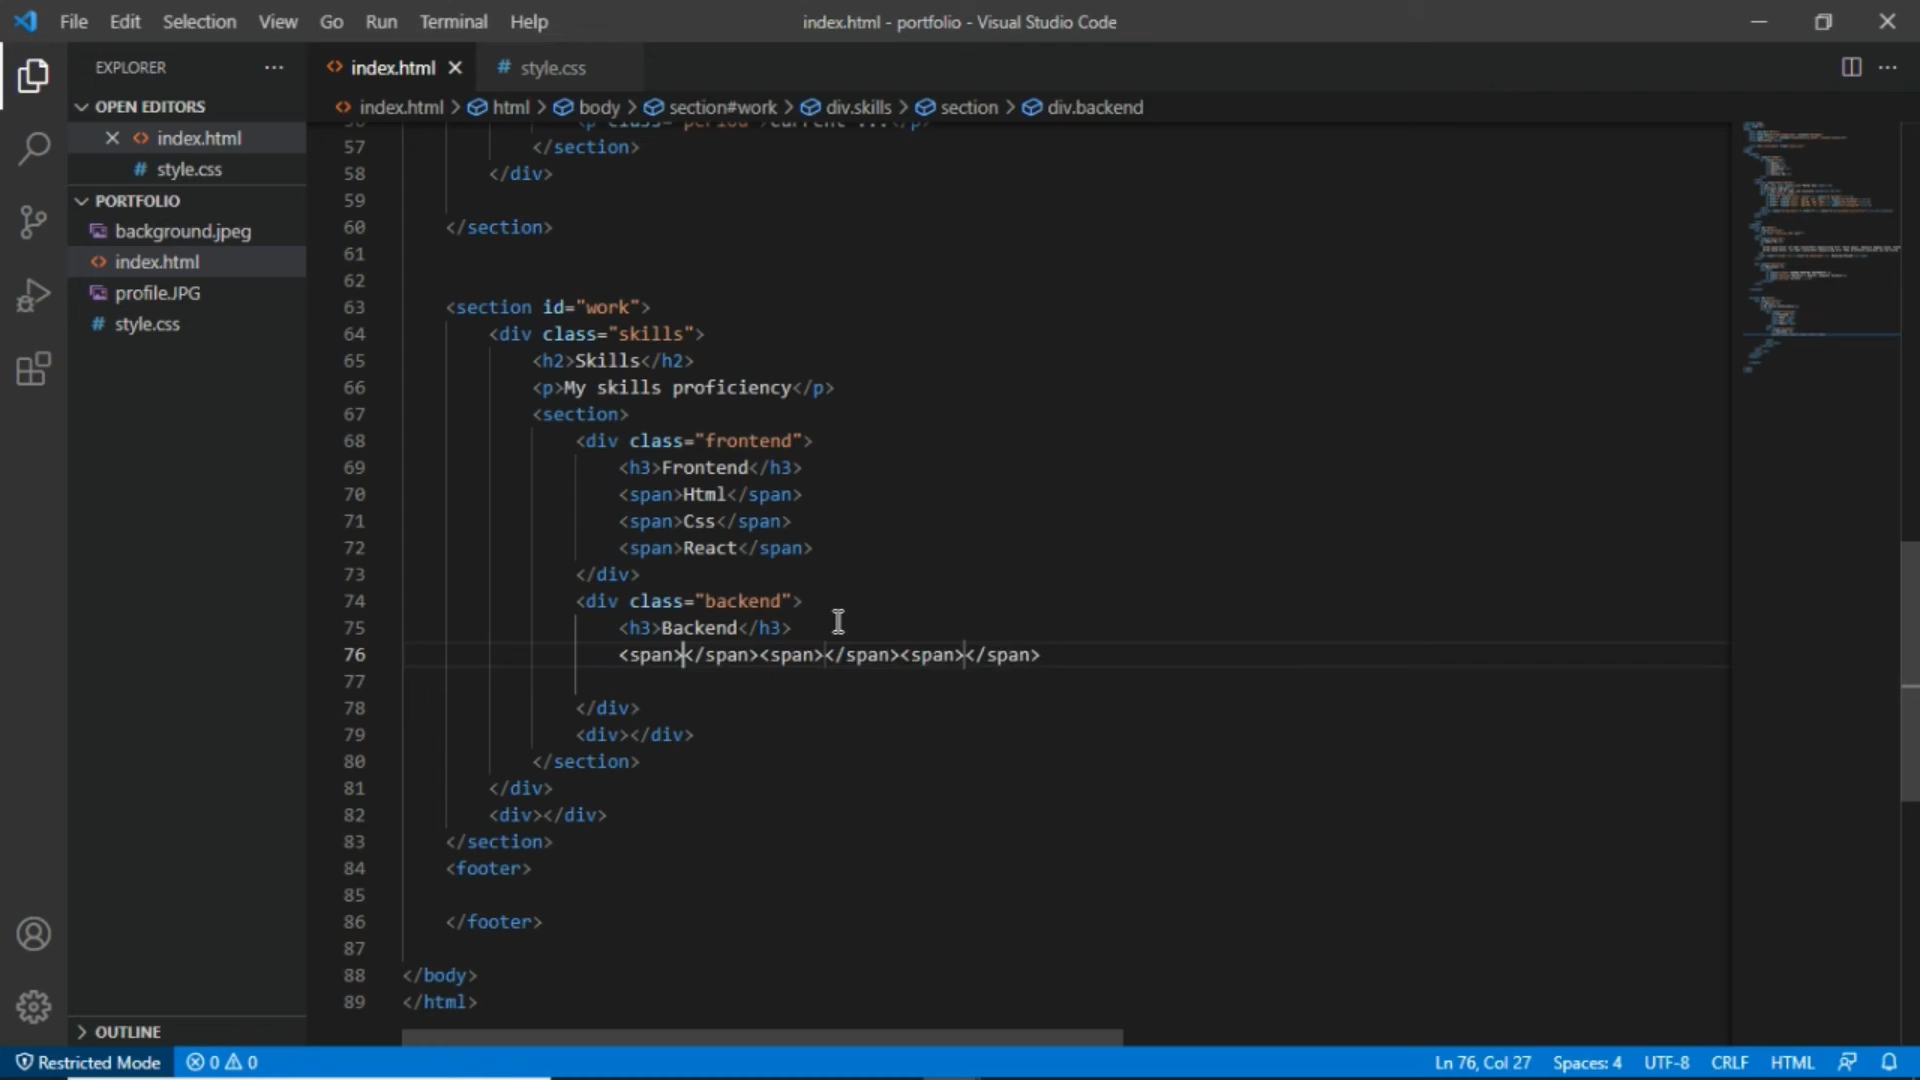 File Edit Selection View Go Run Terminal Help
index.html - portfolio - Visual Studio Code
EXPLORER
OPEN EDITORS
index.html
style.css
PORTFOLIO
background.jpeg
index.html
profile.JPG
style.css
OUTLINE
index.html
# style.css
index.html > html > body > section#work > div.skills > section > div.backend
57 </section>
58 </div>
59
60 </section>
61
62
63 <section id="work">
64 <div class="skills">
65 <h2>Skills</h2>
66 <p>My skills proficiency</p>
67 <section>
68 <div class="frontend">
69 <h3>Frontend</h3>
70 <span>Html</span>
71 <span>Css</span>
72 <span>React</span>
73 </div>
74 <div class="backend">
75 <h3>Backend</h3>
76 <span></span><span></span><span></span>
77
78 </div>
79 <div></div>
80 </section>
81 </div>
82 <div></div>
83 </section>
84 <footer>
85
86 </footer>
87
88 </body>
89 </html>
Restricted Mode 0 0 Ln 76, Col 27 Spaces: 4 UTF-8 CRLF HTML